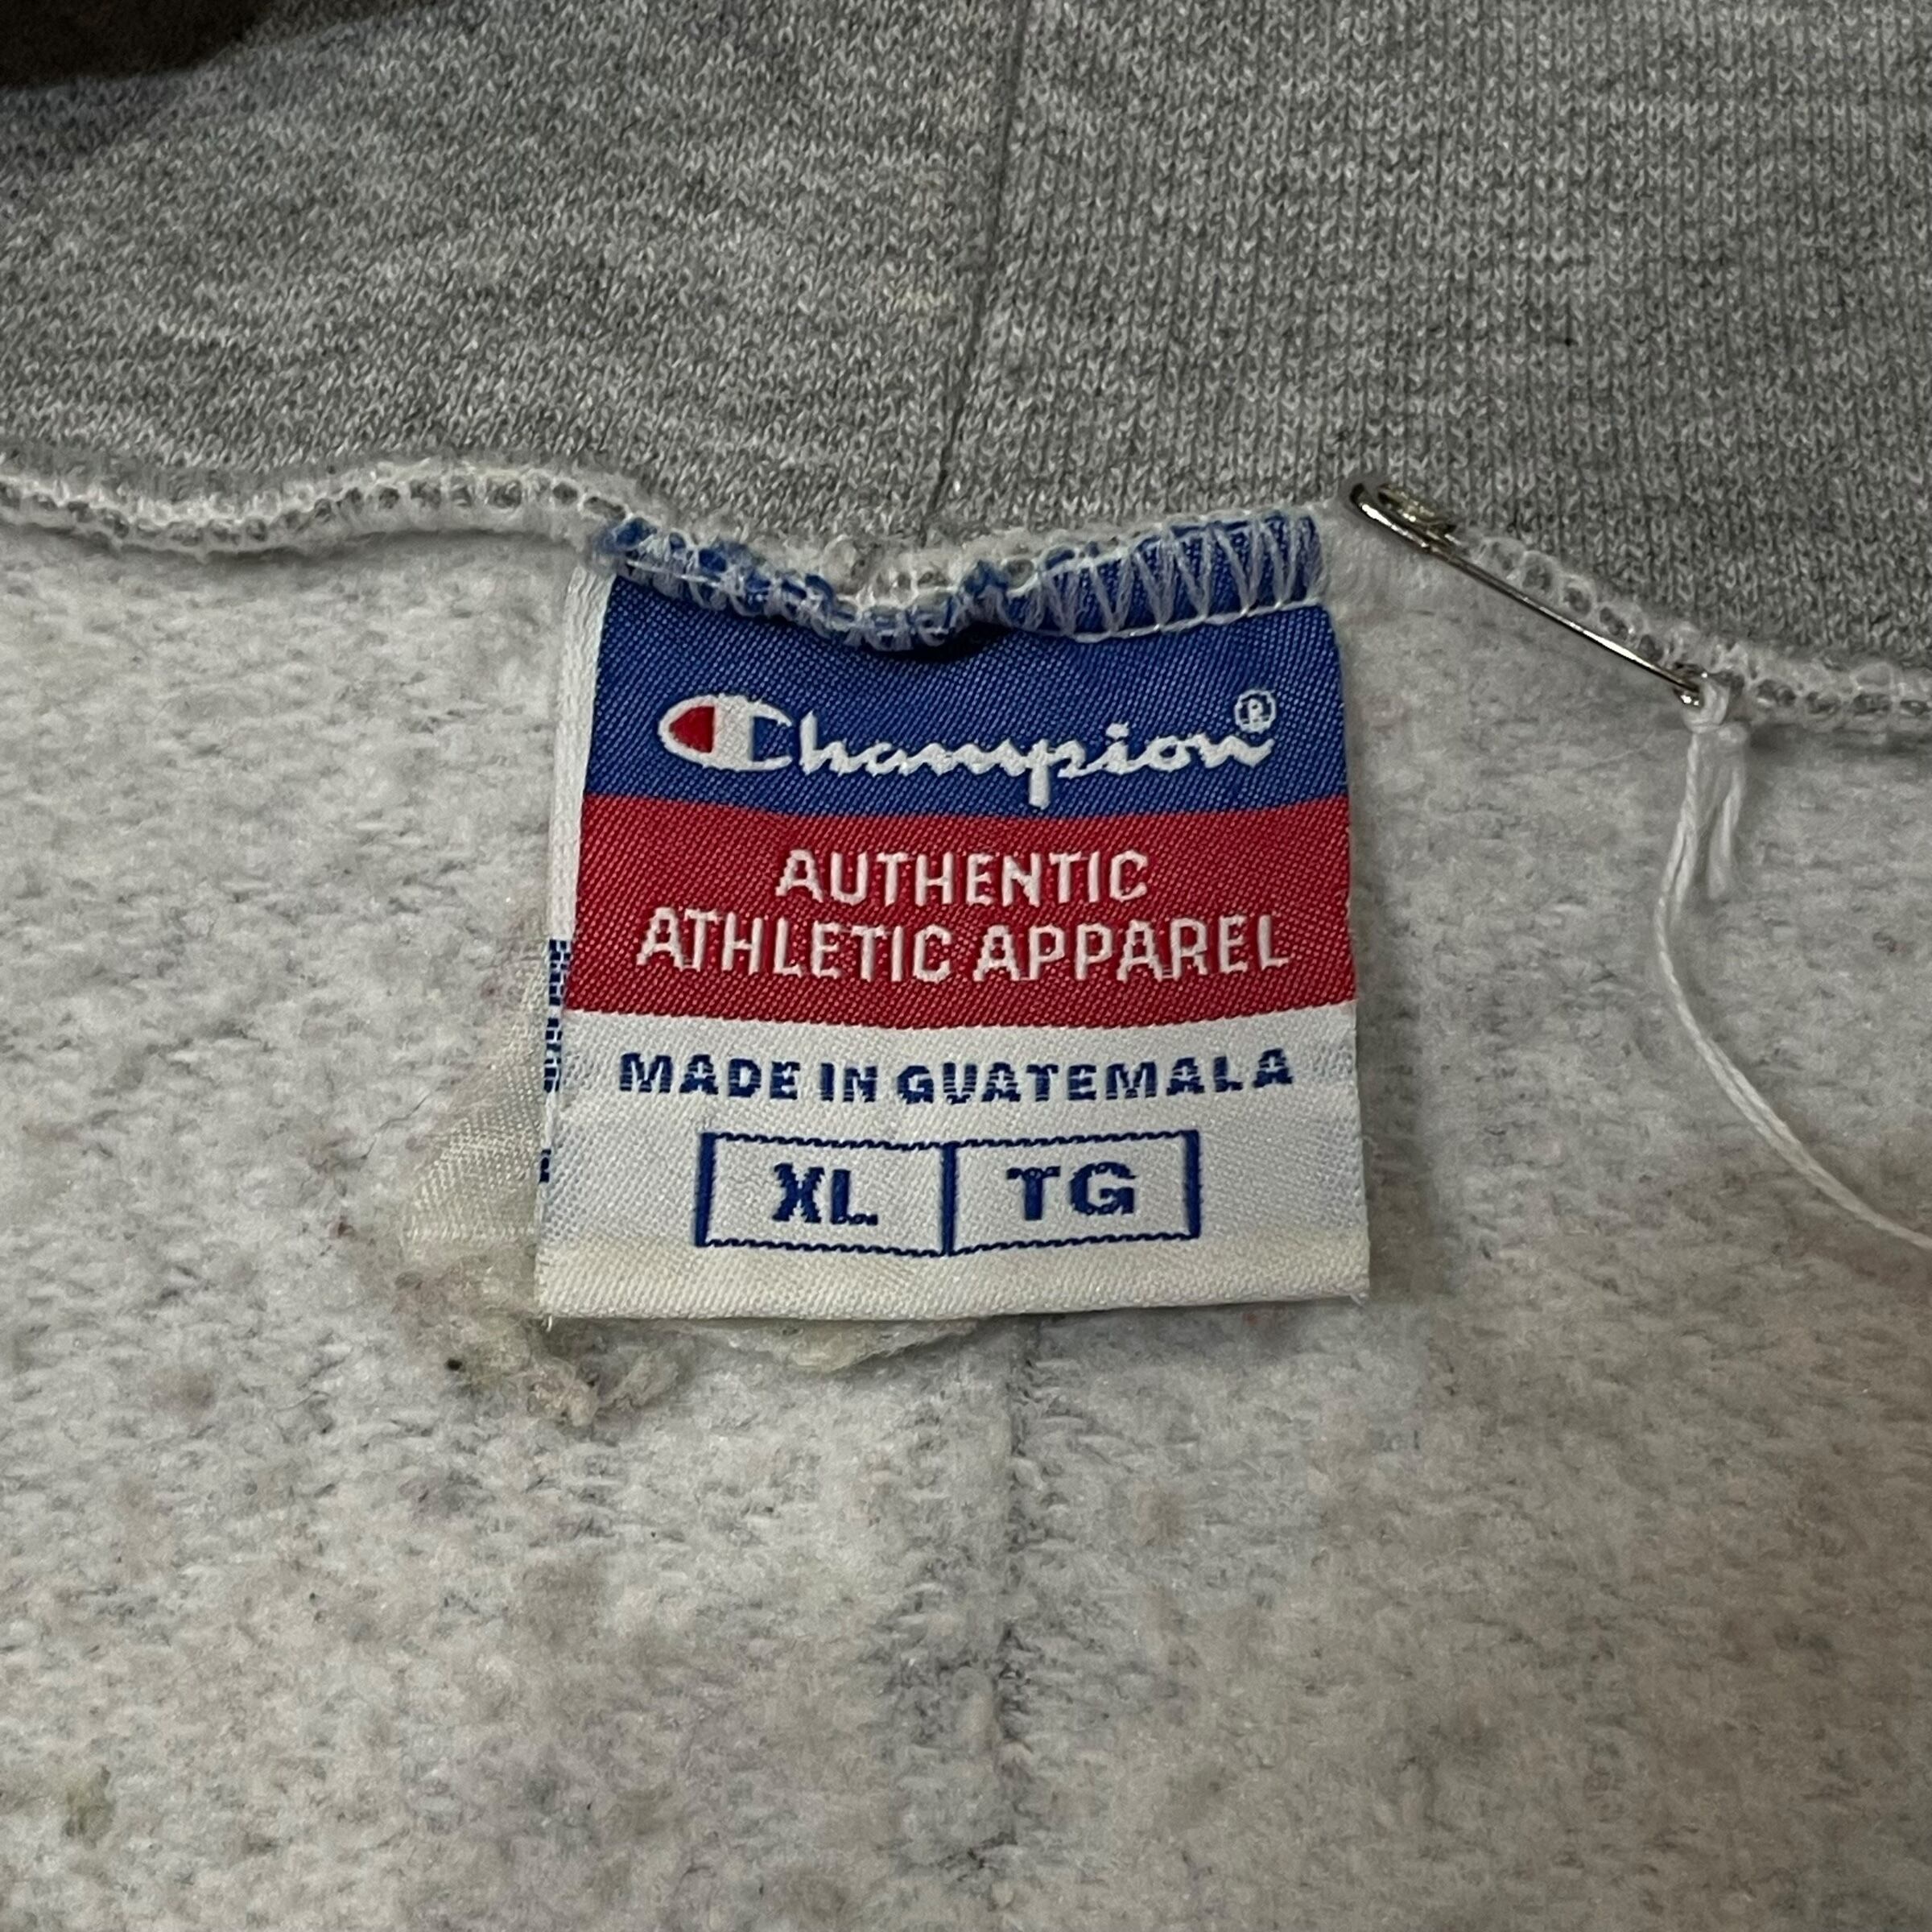 Champion®
AUTHENTIC
ATHLETIC APPAREL
MADE IN GUATEMALA
XL TG